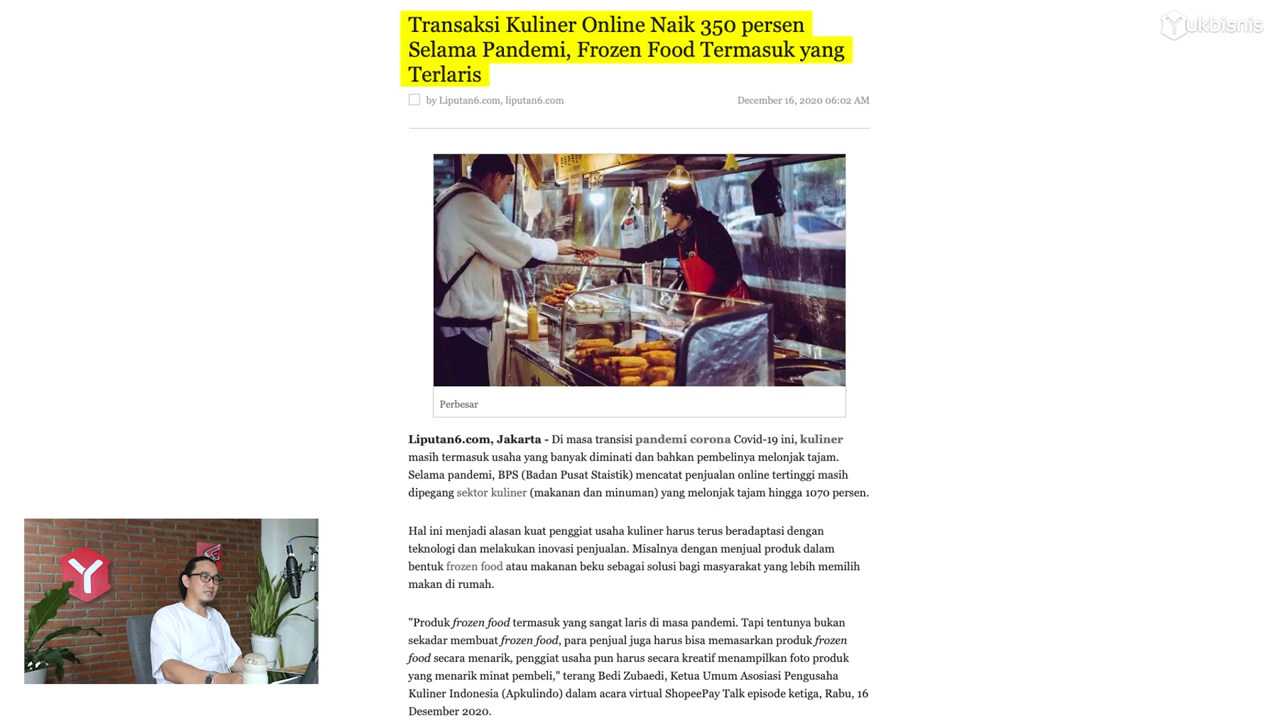 Transaksi Kuliner Online Naik 350 persen
Selama Pandemi, Frozen Food Termasuk yang
Terlaris
by Liputan6.com, liputan6.com
December 16, 2020 06:02 AM
Perbesar
Liputan6.com, Jakarta - Di masa transisi pandemi corona Covid-19 ini, kuliner
masih termasuk usaha yang banyak diminati dan bahkan pembelinya melonjak tajam.
Selama pandemi, BPS (Badan Pusat Staistik) mencatat penjualan online tertinggi masih
dipegang sektor kuliner (makanan dan minuman) yang melonjak tajam hingga 1070 persen.
Hal ini menjadi alasan kuat penggiat usaha kuliner harus terus beradaptasi dengan
teknologi dan melakukan inovasi penjualan. Misalnya dengan menjual produk dalam
bentuk frozen food atau makanan beku sebagai solusi bagi masyarakat yang lebih memilih
makan di rumah.
"Produk frozen food termasuk yang sangat laris di masa pandemi. Tapi tentunya bukan
sekadar membuat frozen food, para penjual juga harus bisa memasarkan produk frozen
food secara menarik, penggiat usaha pun harus secara kreatif menampilkan foto produk
yang menarik minat pembeli," terang Bedi Zubaedi, Ketua Umum Asosiasi Pengusaha
Kuliner Indonesia (Apkulindo) dalam acara virtual ShopeePay Talk episode ketiga, Rabu, 16
Desember 2020.
Yukbisnis
Y